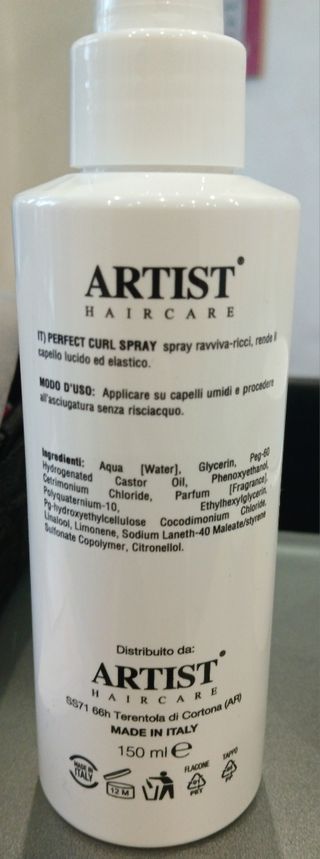 ARTIST
HAIRCARE
IT) PERFECT CURL SPRAY spray ravviva-ricci, rende il
capello lucido ed elastico.
MODO D'USO: Applicare su capelli umidi e procedere
all'asciugatura senza risciacquo.
Ingredienti: Aqua [Water], Glycerin, Peg-60
Hydrogenated Castor Oil, Phenoxyethanol,
Cetrimonium Chloride, Parfum [Fragrance],
Polyquaternium-10, Ethylhexylglycerin,
Pg-hydroxyethylcellulose Cocodimonium Chloride,
Linalool, Limonene, Sodium Laneth-40 Maleate/styrene
Sulfonate Copolymer, Citronellol.
Distribuito da:
ARTIST
HAIRCARE
SS71 66h Terentola di Cortona (AR)
MADE IN ITALY
150 ml e
MADE IN
ITALY
12 M
FLACONE
01
PET
TAPPO
PP